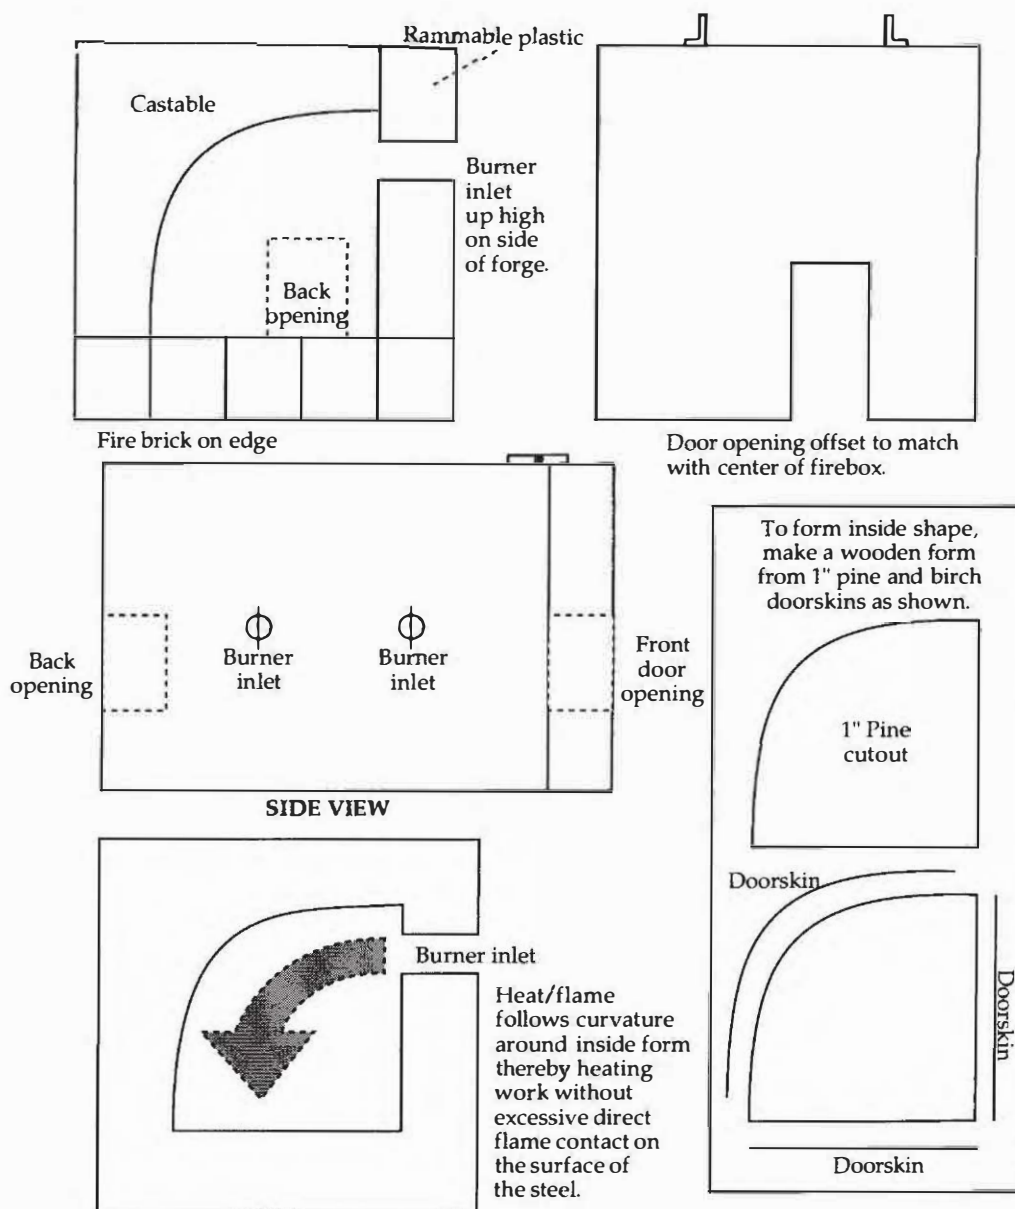 Rammable plastic
Castable
Burner
inlet
up high
on side
of forge.
Back
opening
Fire brick on edge
Door opening offset to match
with center of firebox.
Back
opening
Burner
inlet
Burner
inlet
Front
door
opening
SIDE VIEW
To form inside shape,
make a wooden form
from 1" pine and birch
doorskins as shown.
1" Pine
cutout
Doorskin
Doorskin
Doorskin
Burner inlet
Heat/flame
follows curvature
around inside form
thereby heating
work without
excessive direct
flame contact on
the surface of
the steel.